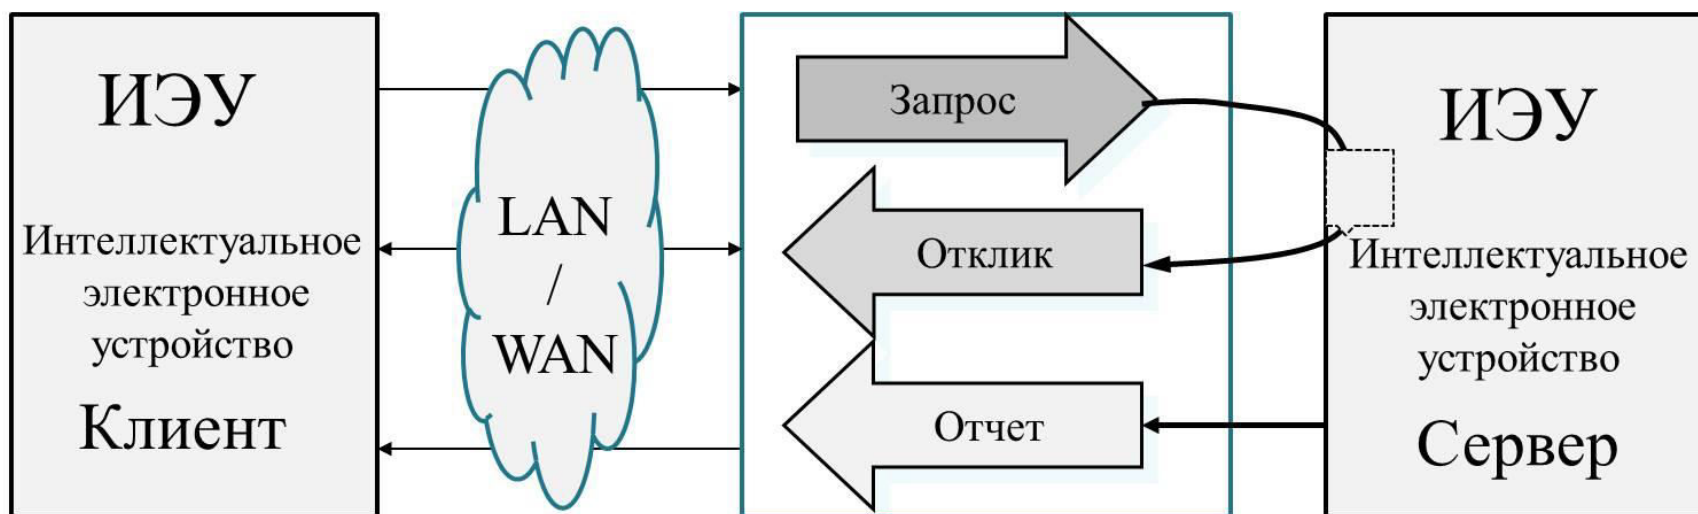 ИЭУ
Интеллектуальное
электронное
устройство
Клиент
LAN
/
WAN
Запрос
Отклик
Отчет
ИЭУ
Интеллектуальное
электронное
устройство
Сервер